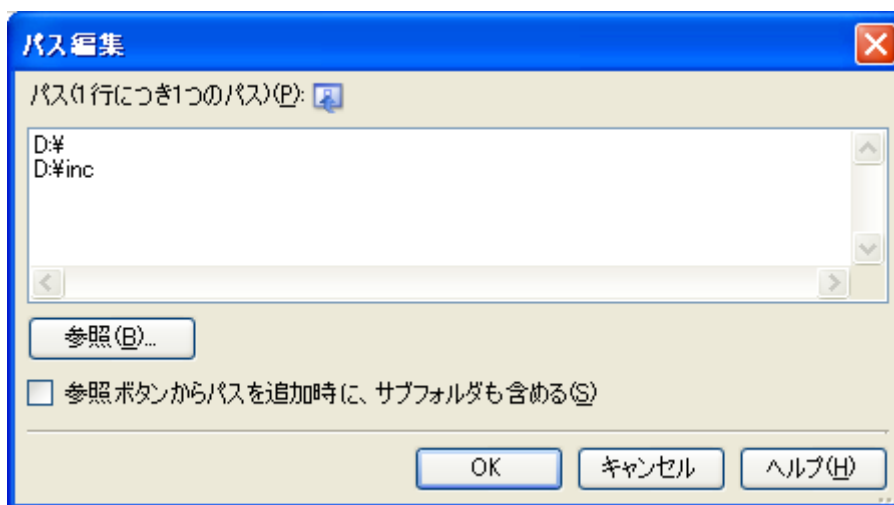 パス編集
パス(1行につき1つのパス)(P):
D:¥
D:¥inc
参照(B)...
参照ボタンからパスを追加時に、サブフォルダも含める(S)
OK キャンセル ヘルプ(H)